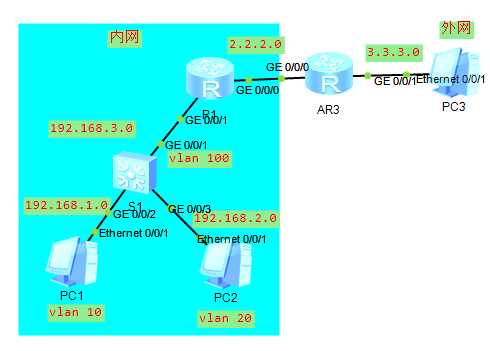 内网
外网
2.2.2.0
3.3.3.0
GE 0/0/0
GE 0/0/0
GE 0/0/1
Ethernet 0/0/1
R1
AR3
PC3
GE 0/0/1
192.168.3.0
GE 0/0/1
vlan 100
S1
192.168.1.0
GE 0/0/2
GE 0/0/3
192.168.2.0
Ethernet 0/0/1
Ethernet 0/0/1
PC1
PC2
vlan 10
vlan 20